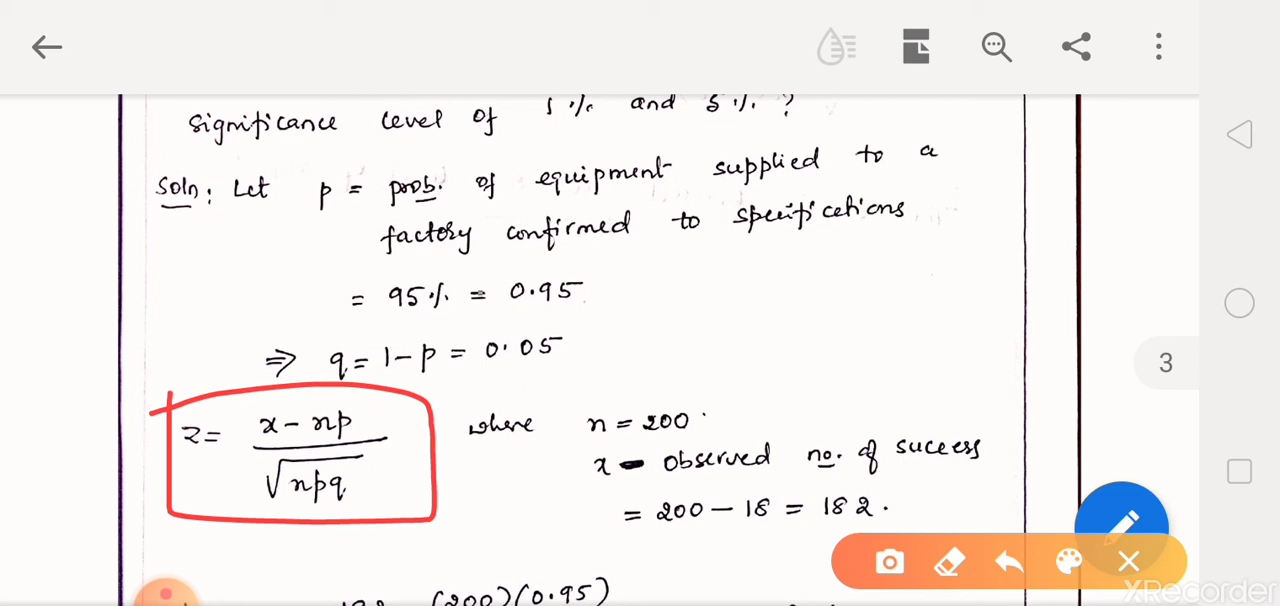 significance level of 1 % and 5 %. ?
Soln: Let p = prob. of equipment supplied to a
factory confirmed to specifications
= 95 % = 0.95
⇒ q = 1 - p = 0.05
z = x - np / √npq where n = 200
x - observed no. of success
= 200 - 18 = 182.
(200)(0.95)
3
XRecorder